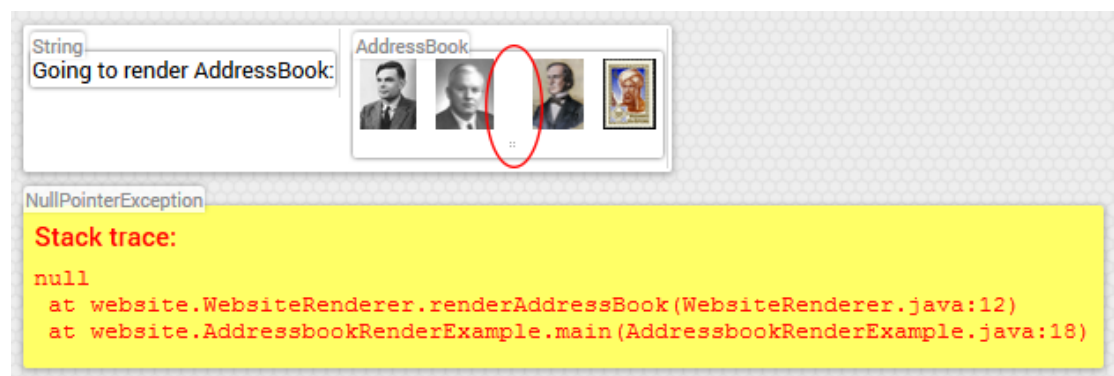 String
Going to render AddressBook:
AddressBook
NullPointerException
Stack trace:
null
at website.WebsiteRenderer.renderAddressBook(WebsiteRenderer.java:12)
at website.AddressbookRenderExample.main(AddressbookRenderExample.java:18)